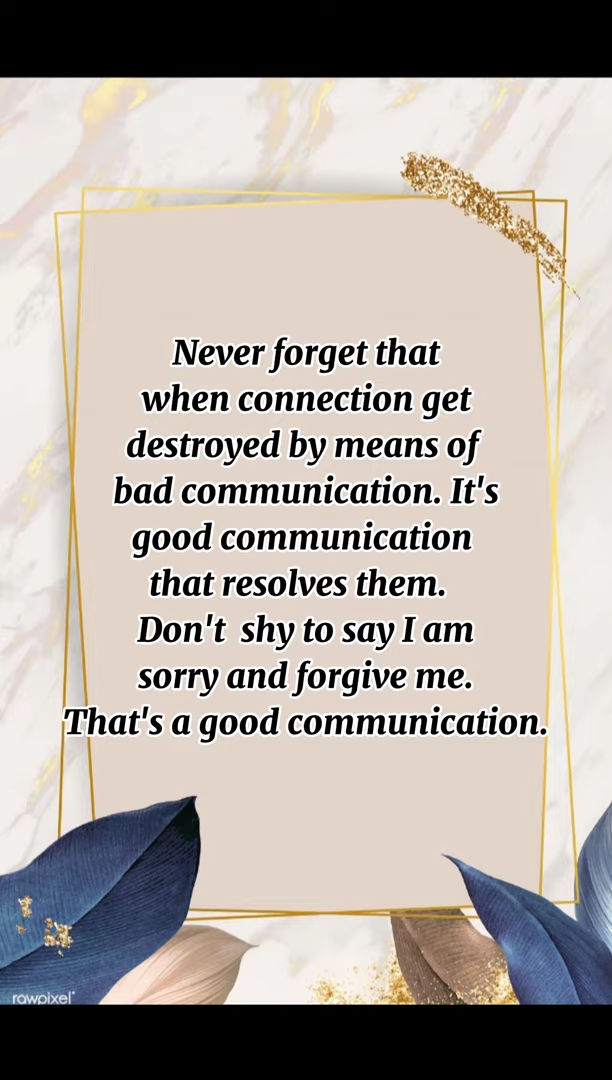 Never forget that
when connection get
destroyed by means of
bad communication. It's
good communication
that resolves them.
Don't  shy to say I am
sorry and forgive me.
That's a good communication.
rawpixel